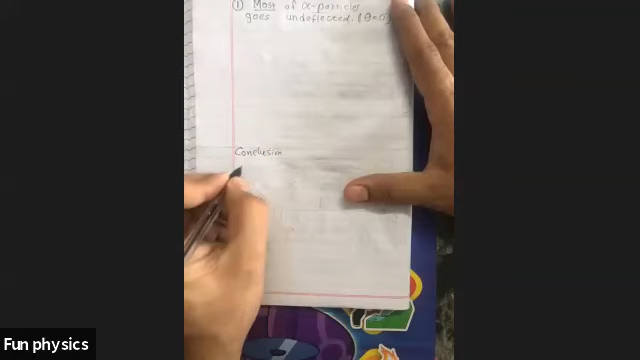 ① Most of α-particles
goes undeflected. (θ=0°)
Conclusion
Fun physics